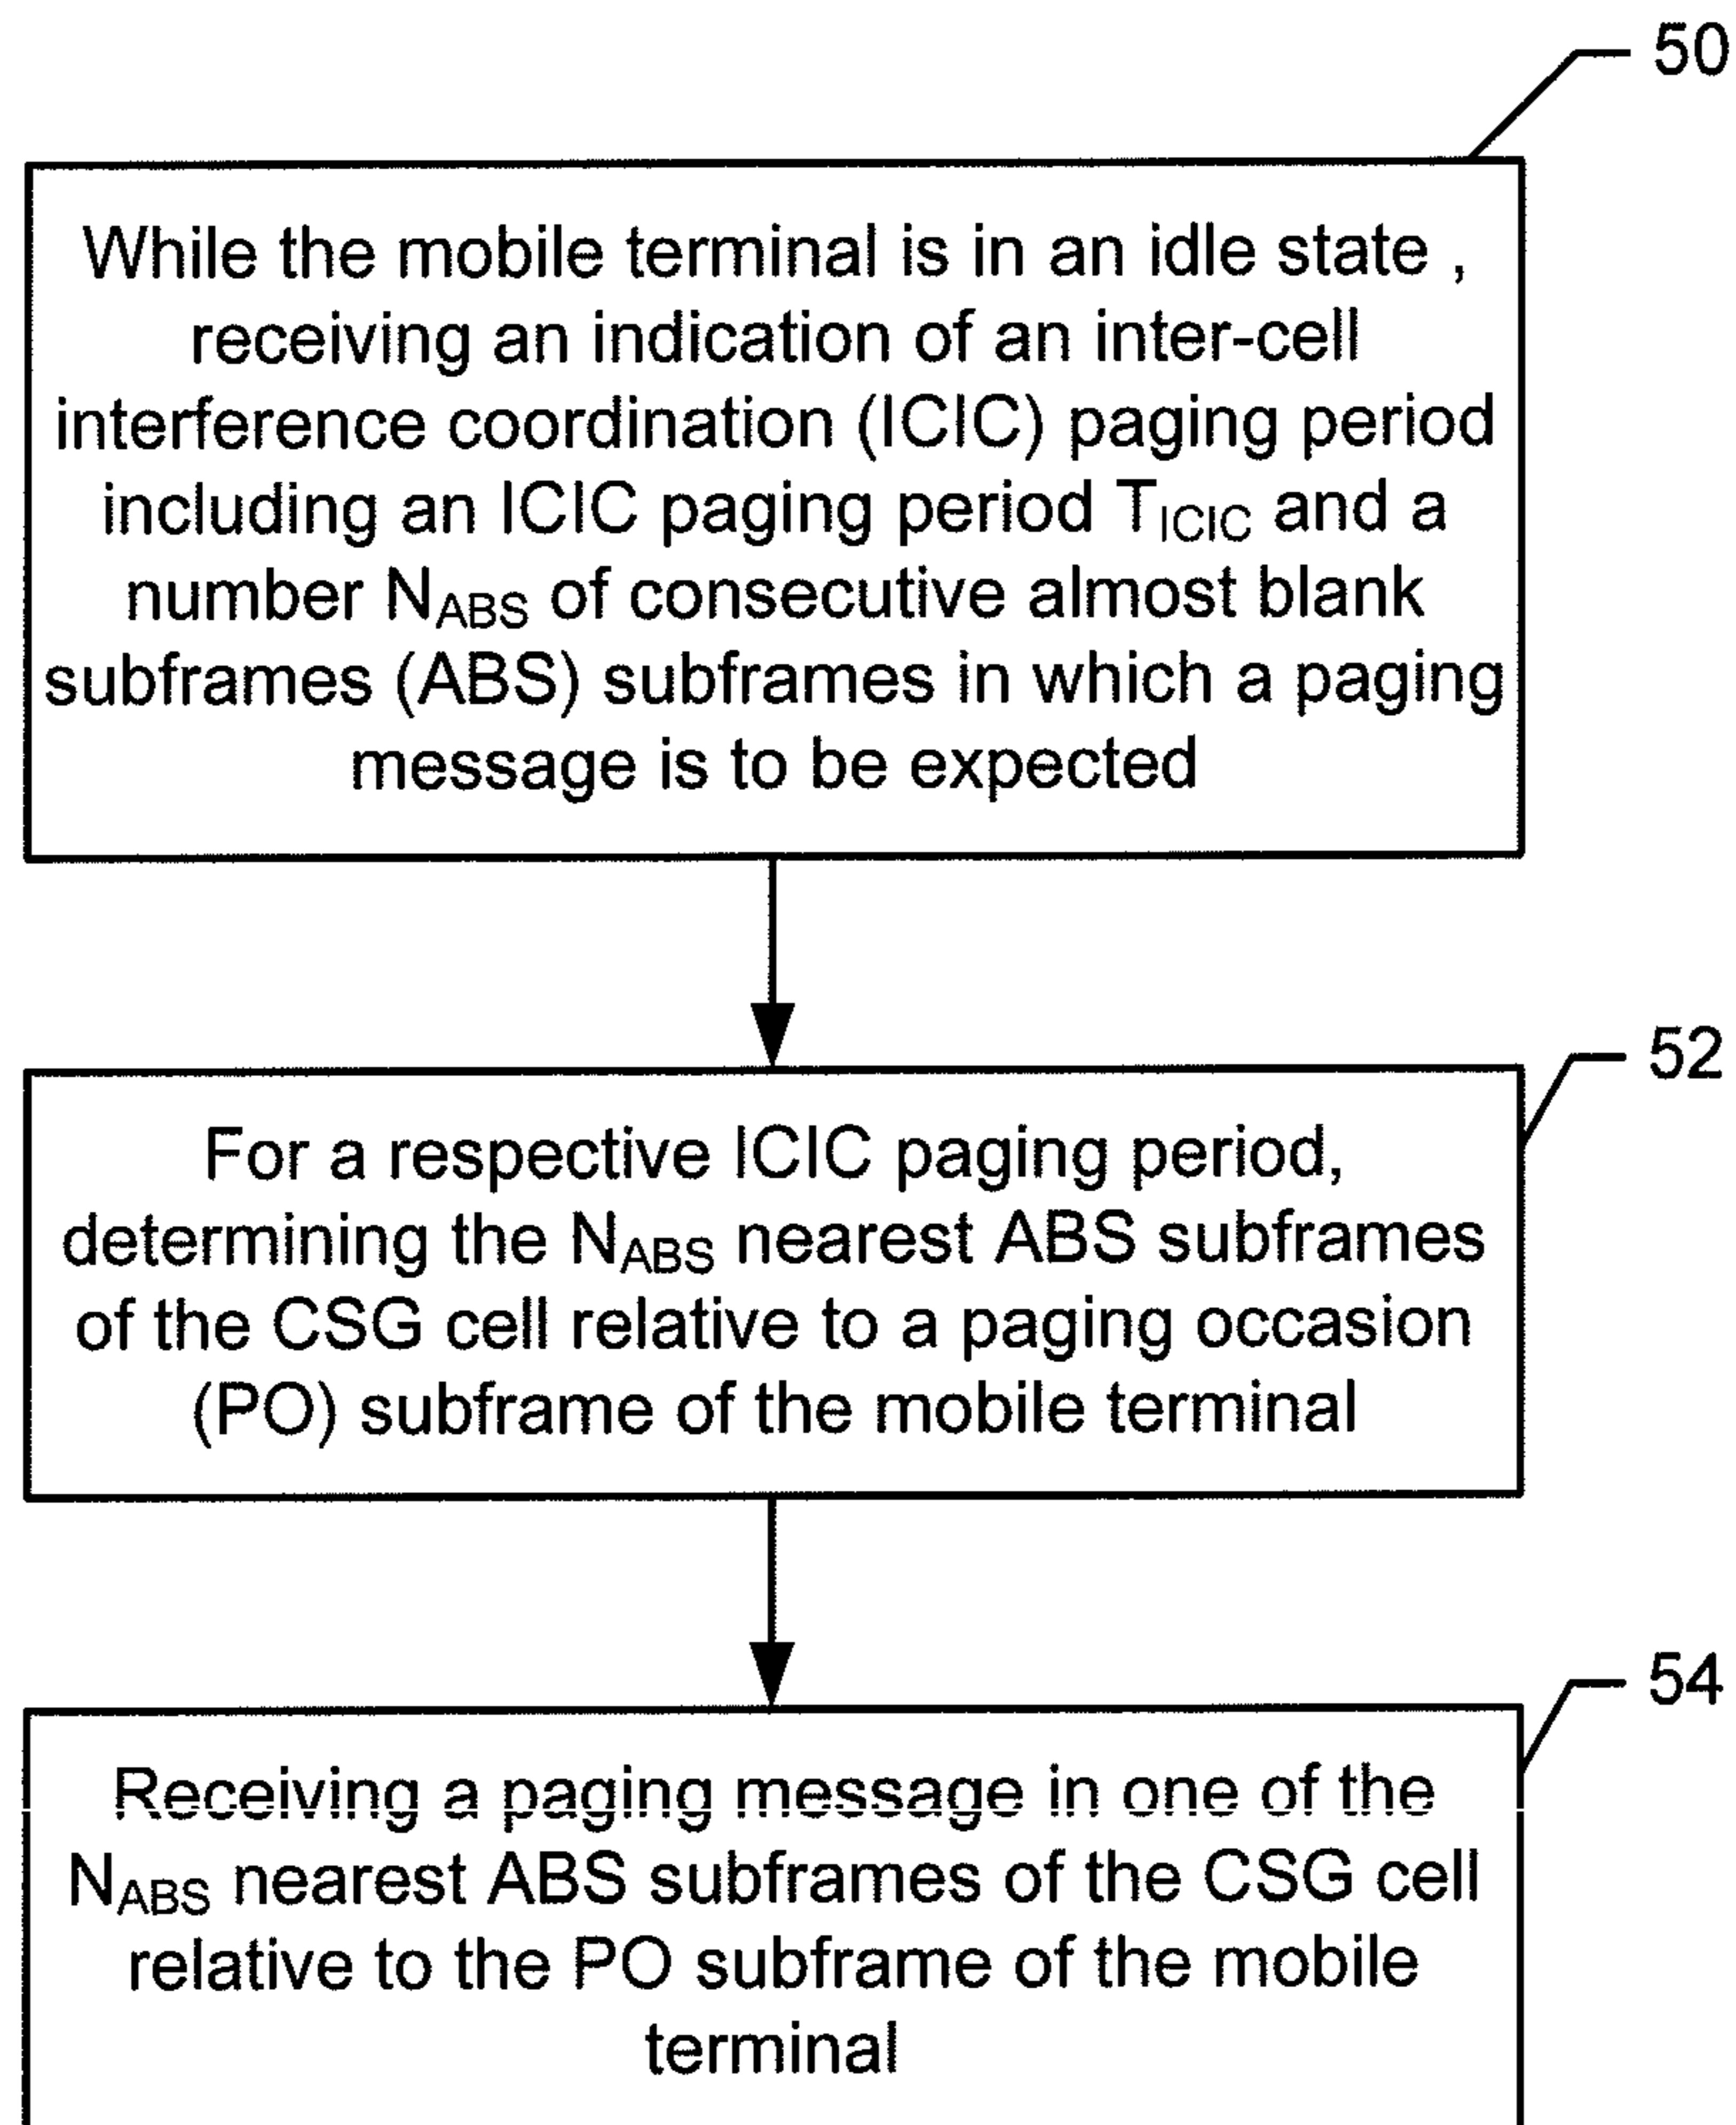 50
While the mobile terminal is in an idle state ,
receiving an indication of an inter-cell
interference coordination (ICIC) paging period
including an ICIC paging period TICIC and a
number NABS of consecutive almost blank
subframes (ABS) subframes in which a paging
message is to be expected
52
For a respective ICIC paging period,
determining the NABS nearest ABS subframes
of the CSG cell relative to a paging occasion
(PO) subframe of the mobile terminal
54
Receiving a paging message in one of the
NABS nearest ABS subframes of the CSG cell
relative to the PO subframe of the mobile
terminal